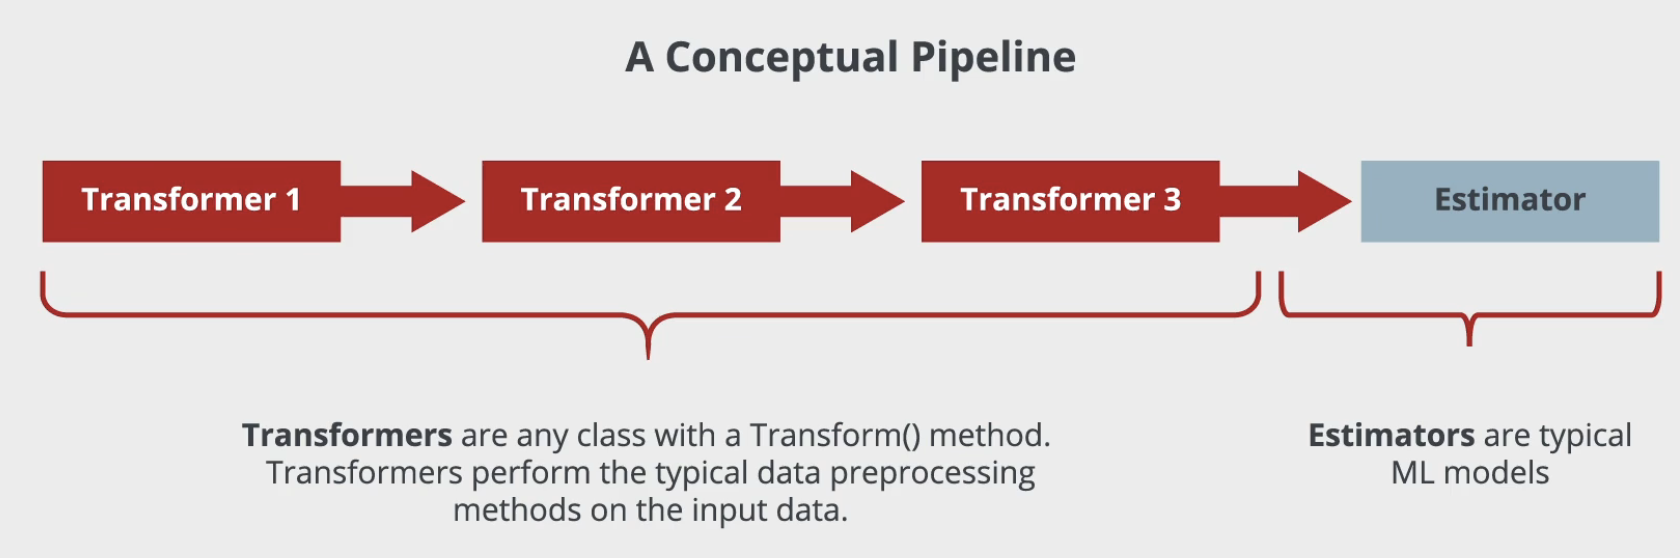 A Conceptual Pipeline
Transformer 1
Transformer 2
Transformer 3
Estimator
Transformers are any class with a Transform() method.
Transformers perform the typical data preprocessing
methods on the input data.
Estimators are typical
ML models